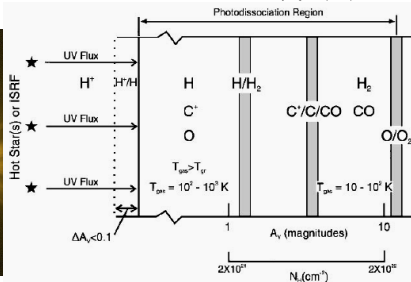 Photodissociation Region
Hot Star(s) or ISRF
UV Flux
UV Flux
UV Flux
H⁺
H⁺/H
H
C⁺
O
H/H₂
C⁺/C/CO
H₂
CO
O/O₂
T_gas>T_gr
T_gas = 10² - 10³ K
T_gas = 10 - 10² K
ΔA_V<0.1
1
A_V (magnitudes)
10
2X10²¹
N_H(cm⁻²)
2X10²²